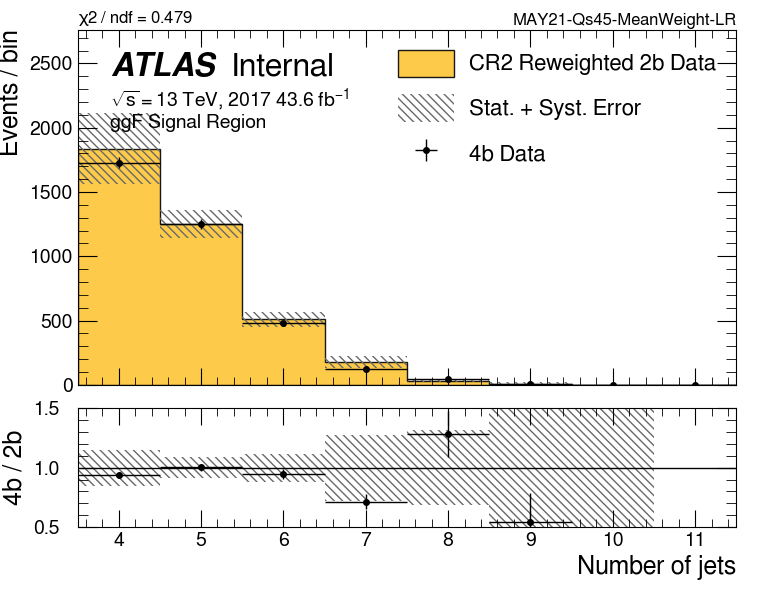 χ2 / ndf = 0.479
MAY21-Qs45-MeanWeight-LR
Events / bin
2500
2000
1500
1000
500
0
ATLAS Internal
√s = 13 TeV, 2017 43.6 fb−1
ggF Signal Region
CR2 Reweighted 2b Data
Stat. + Syst. Error
4b Data
4b / 2b
1.5
1.0
0.5
4 5 6 7 8 9 10 11
Number of jets